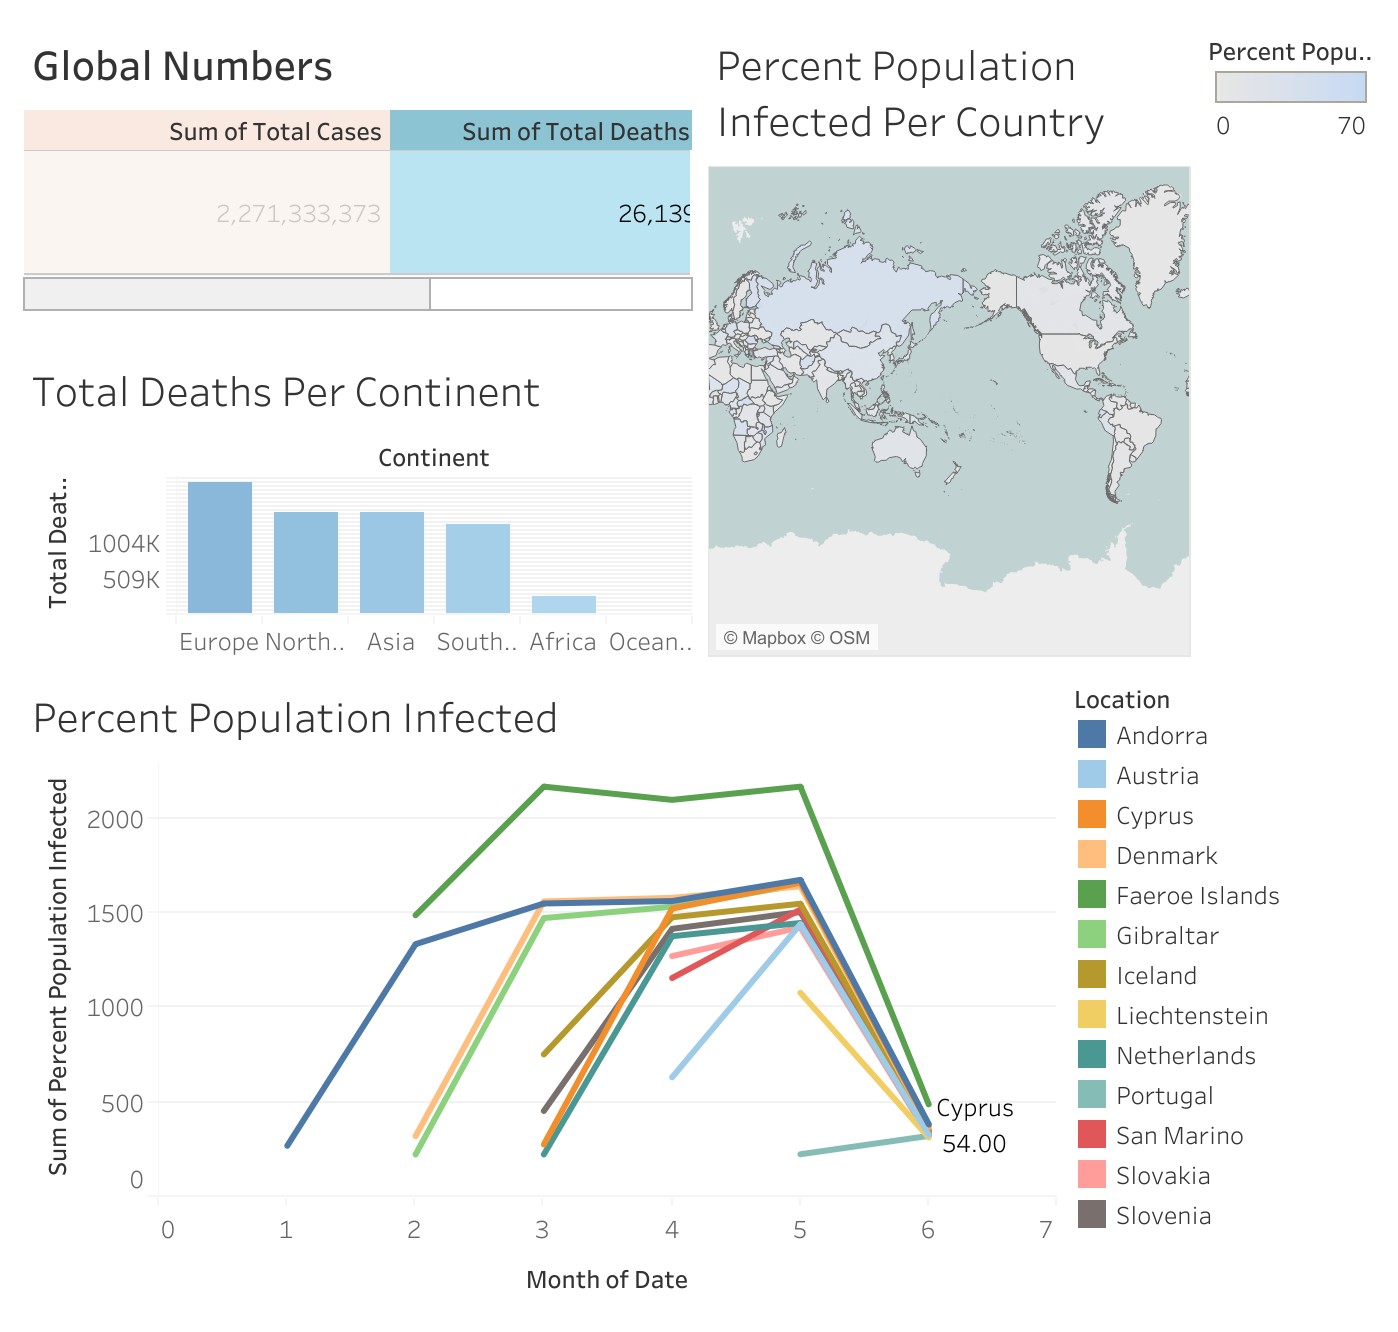 Global Numbers
Sum of Total Cases
Sum of Total Deaths
2,271,333,373
26,139
Percent Population
Infected Per Country
Percent Popu..
0
70
© Mapbox © OSM
Total Deaths Per Continent
Continent
Total Deat..
1004K
509K
Europe
North..
Asia
South..
Africa
Ocean..
Percent Population Infected
Sum of Percent Population Infected
2000
1500
1000
500
0
Cyprus
54.00
0
1
2
3
4
5
6
7
Month of Date
Location
Andorra
Austria
Cyprus
Denmark
Faeroe Islands
Gibraltar
Iceland
Liechtenstein
Netherlands
Portugal
San Marino
Slovakia
Slovenia